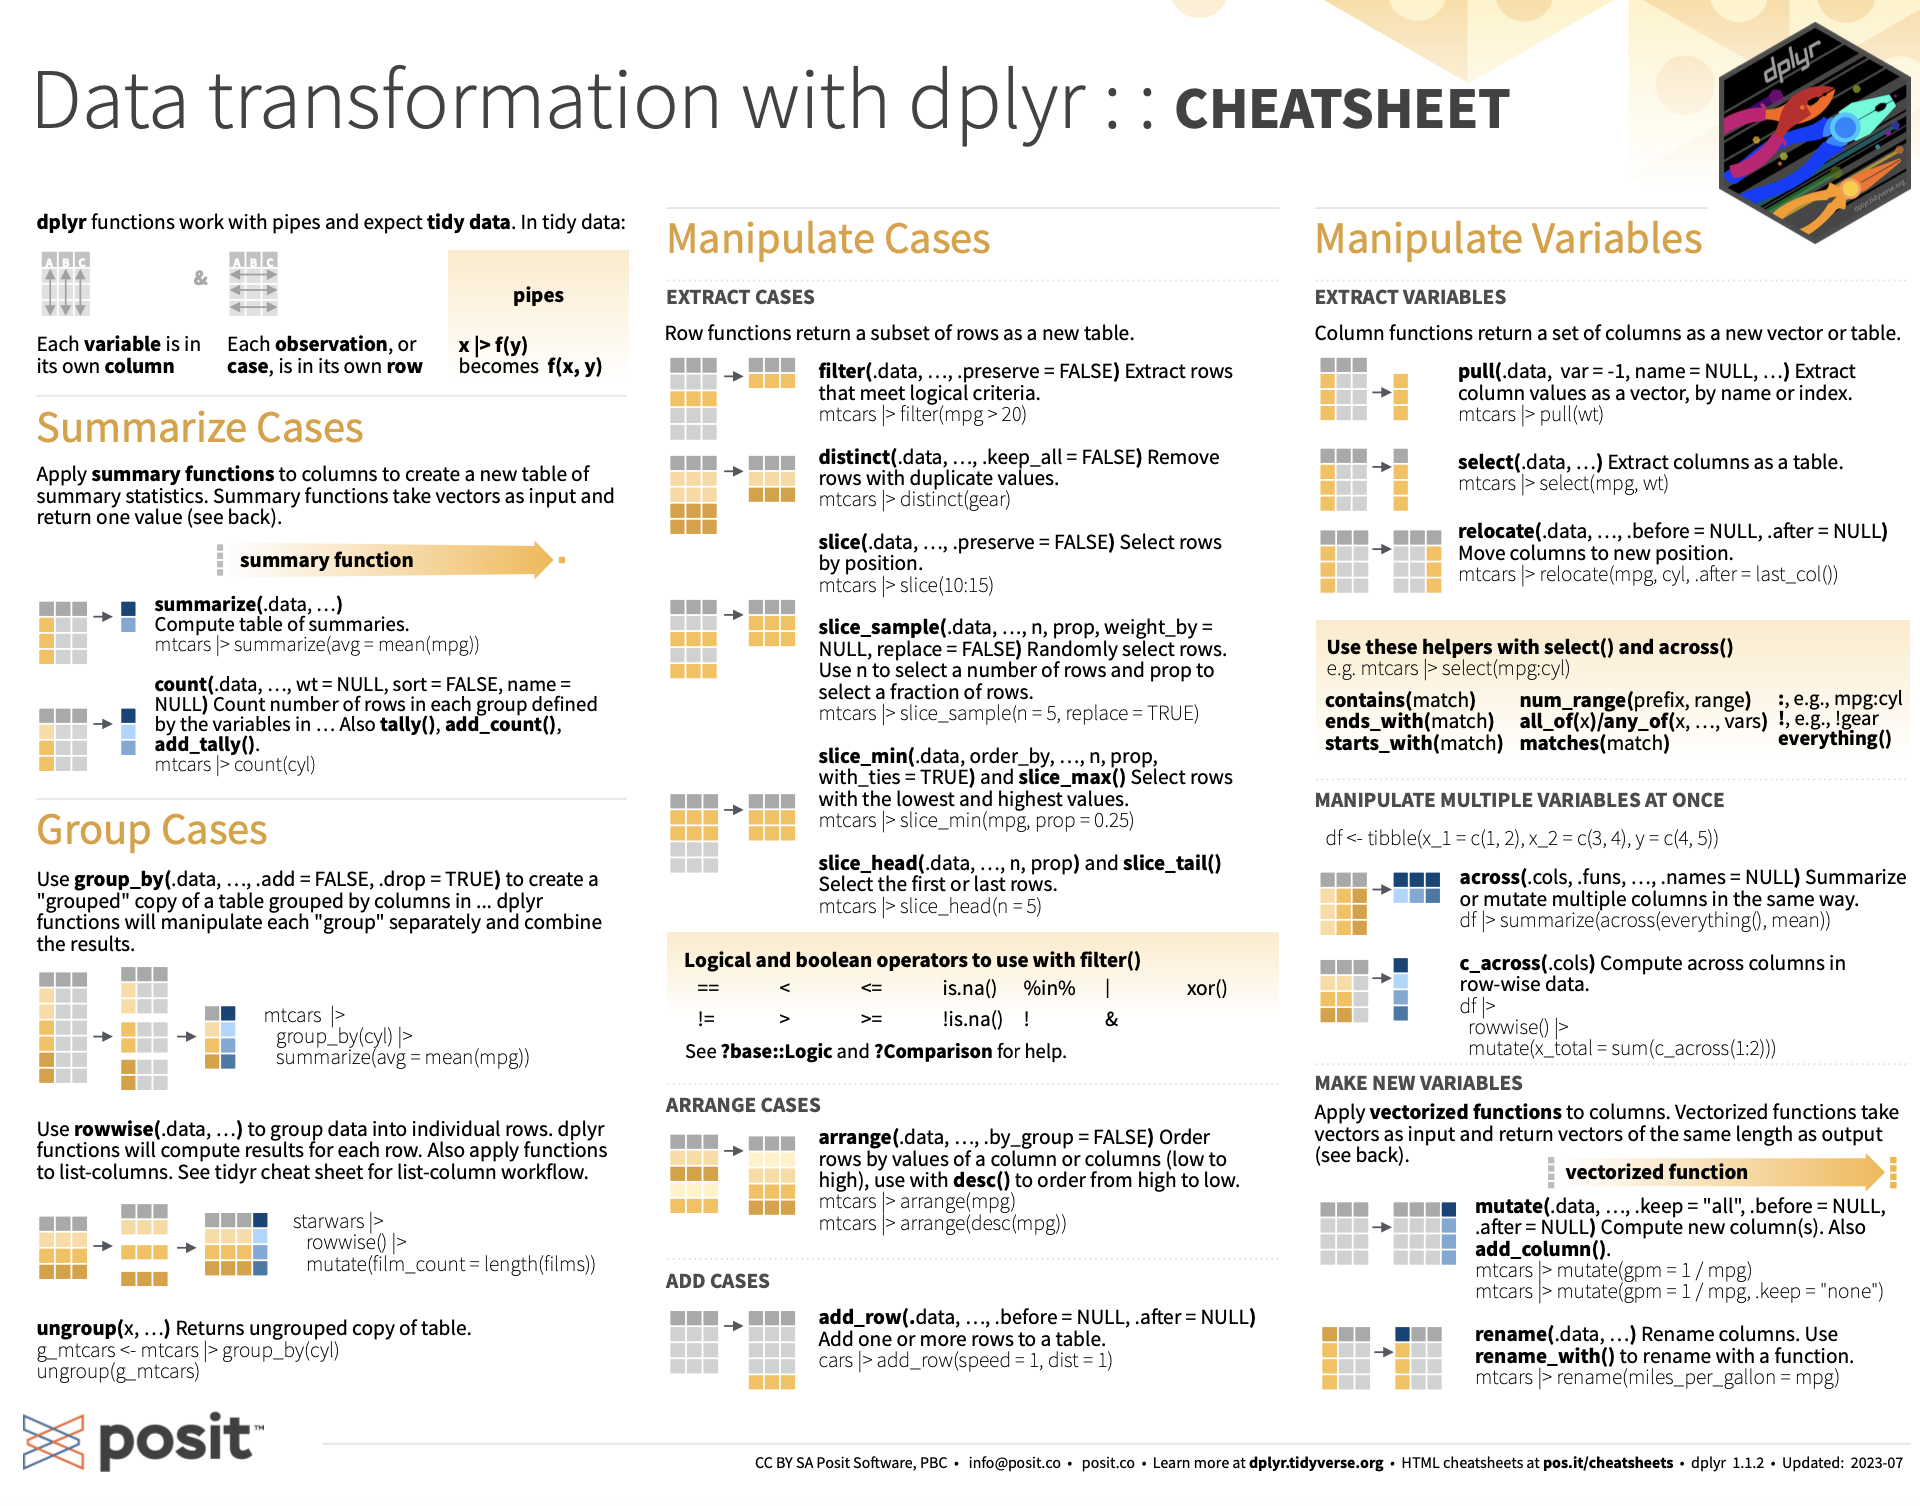 Data transformation with dplyr : : CHEATSHEET
dplyr
dplyr.tidyverse.org
dplyr functions work with pipes and expect tidy data. In tidy data:
A B C
&
A B C
pipes
Each variable is in
its own column
Each observation, or
case, is in its own row
x |> f(y)
becomes f(x, y)
Summarize Cases
Apply summary functions to columns to create a new table of
summary statistics. Summary functions take vectors as input and
return one value (see back).
summary function
summarize(.data, …)
Compute table of summaries.
mtcars |> summarize(avg = mean(mpg))
count(.data, …, wt = NULL, sort = FALSE, name =
NULL) Count number of rows in each group defined
by the variables in … Also tally(), add_count(),
add_tally().
mtcars |> count(cyl)
Group Cases
Use group_by(.data, …, .add = FALSE, .drop = TRUE) to create a
"grouped" copy of a table grouped by columns in ... dplyr
functions will manipulate each "group" separately and combine
the results.
mtcars |>
group_by(cyl) |>
summarize(avg = mean(mpg))
Use rowwise(.data, …) to group data into individual rows. dplyr
functions will compute results for each row. Also apply functions
to list-columns. See tidyr cheat sheet for list-column workflow.
starwars |>
rowwise() |>
mutate(film_count = length(films))
ungroup(x, …) Returns ungrouped copy of table.
g_mtcars <- mtcars |> group_by(cyl)
ungroup(g_mtcars)
Manipulate Cases
EXTRACT CASES
Row functions return a subset of rows as a new table.
filter(.data, …, .preserve = FALSE) Extract rows
that meet logical criteria.
mtcars |> filter(mpg > 20)
distinct(.data, …, .keep_all = FALSE) Remove
rows with duplicate values.
mtcars |> distinct(gear)
slice(.data, …, .preserve = FALSE) Select rows
by position.
mtcars |> slice(10:15)
slice_sample(.data, …, n, prop, weight_by =
NULL, replace = FALSE) Randomly select rows.
Use n to select a number of rows and prop to
select a fraction of rows.
mtcars |> slice_sample(n = 5, replace = TRUE)
slice_min(.data, order_by, …, n, prop,
with_ties = TRUE) and slice_max() Select rows
with the lowest and highest values.
mtcars |> slice_min(mpg, prop = 0.25)
slice_head(.data, …, n, prop) and slice_tail()
Select the first or last rows.
mtcars |> slice_head(n = 5)
Logical and boolean operators to use with filter()
== < <= is.na() %in% | xor()
!= > >= !is.na() ! &
See ?base::Logic and ?Comparison for help.
ARRANGE CASES
arrange(.data, …, .by_group = FALSE) Order
rows by values of a column or columns (low to
high), use with desc() to order from high to low.
mtcars |> arrange(mpg)
mtcars |> arrange(desc(mpg))
ADD CASES
add_row(.data, …, .before = NULL, .after = NULL)
Add one or more rows to a table.
cars |> add_row(speed = 1, dist = 1)
Manipulate Variables
EXTRACT VARIABLES
Column functions return a set of columns as a new vector or table.
pull(.data, var = -1, name = NULL, …) Extract
column values as a vector, by name or index.
mtcars |> pull(wt)
select(.data, …) Extract columns as a table.
mtcars |> select(mpg, wt)
relocate(.data, …, .before = NULL, .after = NULL)
Move columns to new position.
mtcars |> relocate(mpg, cyl, .after = last_col())
Use these helpers with select() and across()
e.g. mtcars |> select(mpg:cyl)
contains(match) num_range(prefix, range) :, e.g., mpg:cyl
ends_with(match) all_of(x)/any_of(x, …, vars) !, e.g., !gear
starts_with(match) matches(match) everything()
MANIPULATE MULTIPLE VARIABLES AT ONCE
df <- tibble(x_1 = c(1, 2), x_2 = c(3, 4), y = c(4, 5))
across(.cols, .funs, …, .names = NULL) Summarize
or mutate multiple columns in the same way.
df |> summarize(across(everything(), mean))
c_across(.cols) Compute across columns in
row-wise data.
df |>
rowwise() |>
mutate(x_total = sum(c_across(1:2)))
MAKE NEW VARIABLES
Apply vectorized functions to columns. Vectorized functions take
vectors as input and return vectors of the same length as output
(see back).
vectorized function
mutate(.data, …, .keep = "all", .before = NULL,
.after = NULL) Compute new column(s). Also
add_column().
mtcars |> mutate(gpm = 1 / mpg)
mtcars |> mutate(gpm = 1 / mpg, .keep = "none")
rename(.data, …) Rename columns. Use
rename_with() to rename with a function.
mtcars |> rename(miles_per_gallon = mpg)
posit™
CC BY SA Posit Software, PBC • info@posit.co • posit.co • Learn more at dplyr.tidyverse.org • HTML cheatsheets at pos.it/cheatsheets • dplyr 1.1.2 • Updated: 2023-07